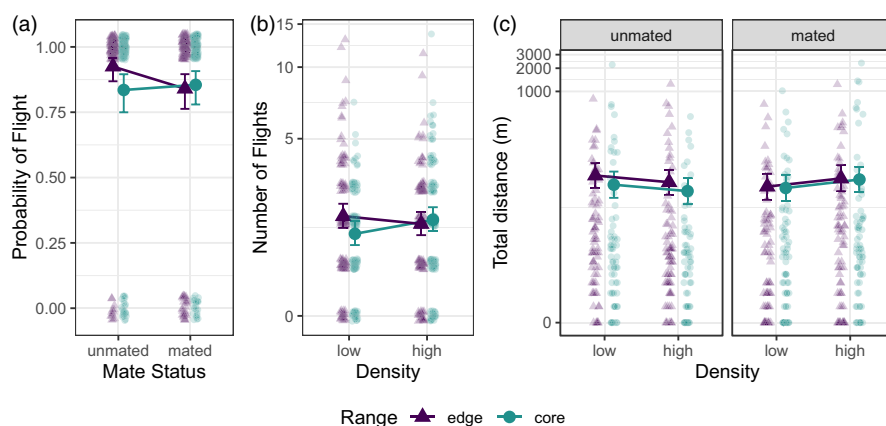 (a)
Probability of Flight
1.00
0.75
0.50
0.25
0.00
unmated mated
Mate Status
(b)
Number of Flights
15
10
5
0
low high
Density
(c)
Total distance (m)
unmated mated
3000
2000
1000
0
low high low high
Density
Range edge core